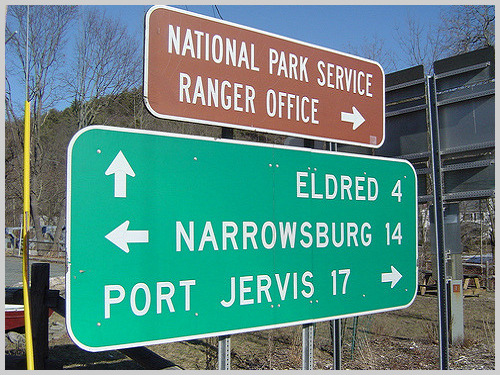 NATIONAL PARK SERVICE
RANGER OFFICE →
↑ ELDRED 4
← NARROWSBURG 14
PORT JERVIS 17 →